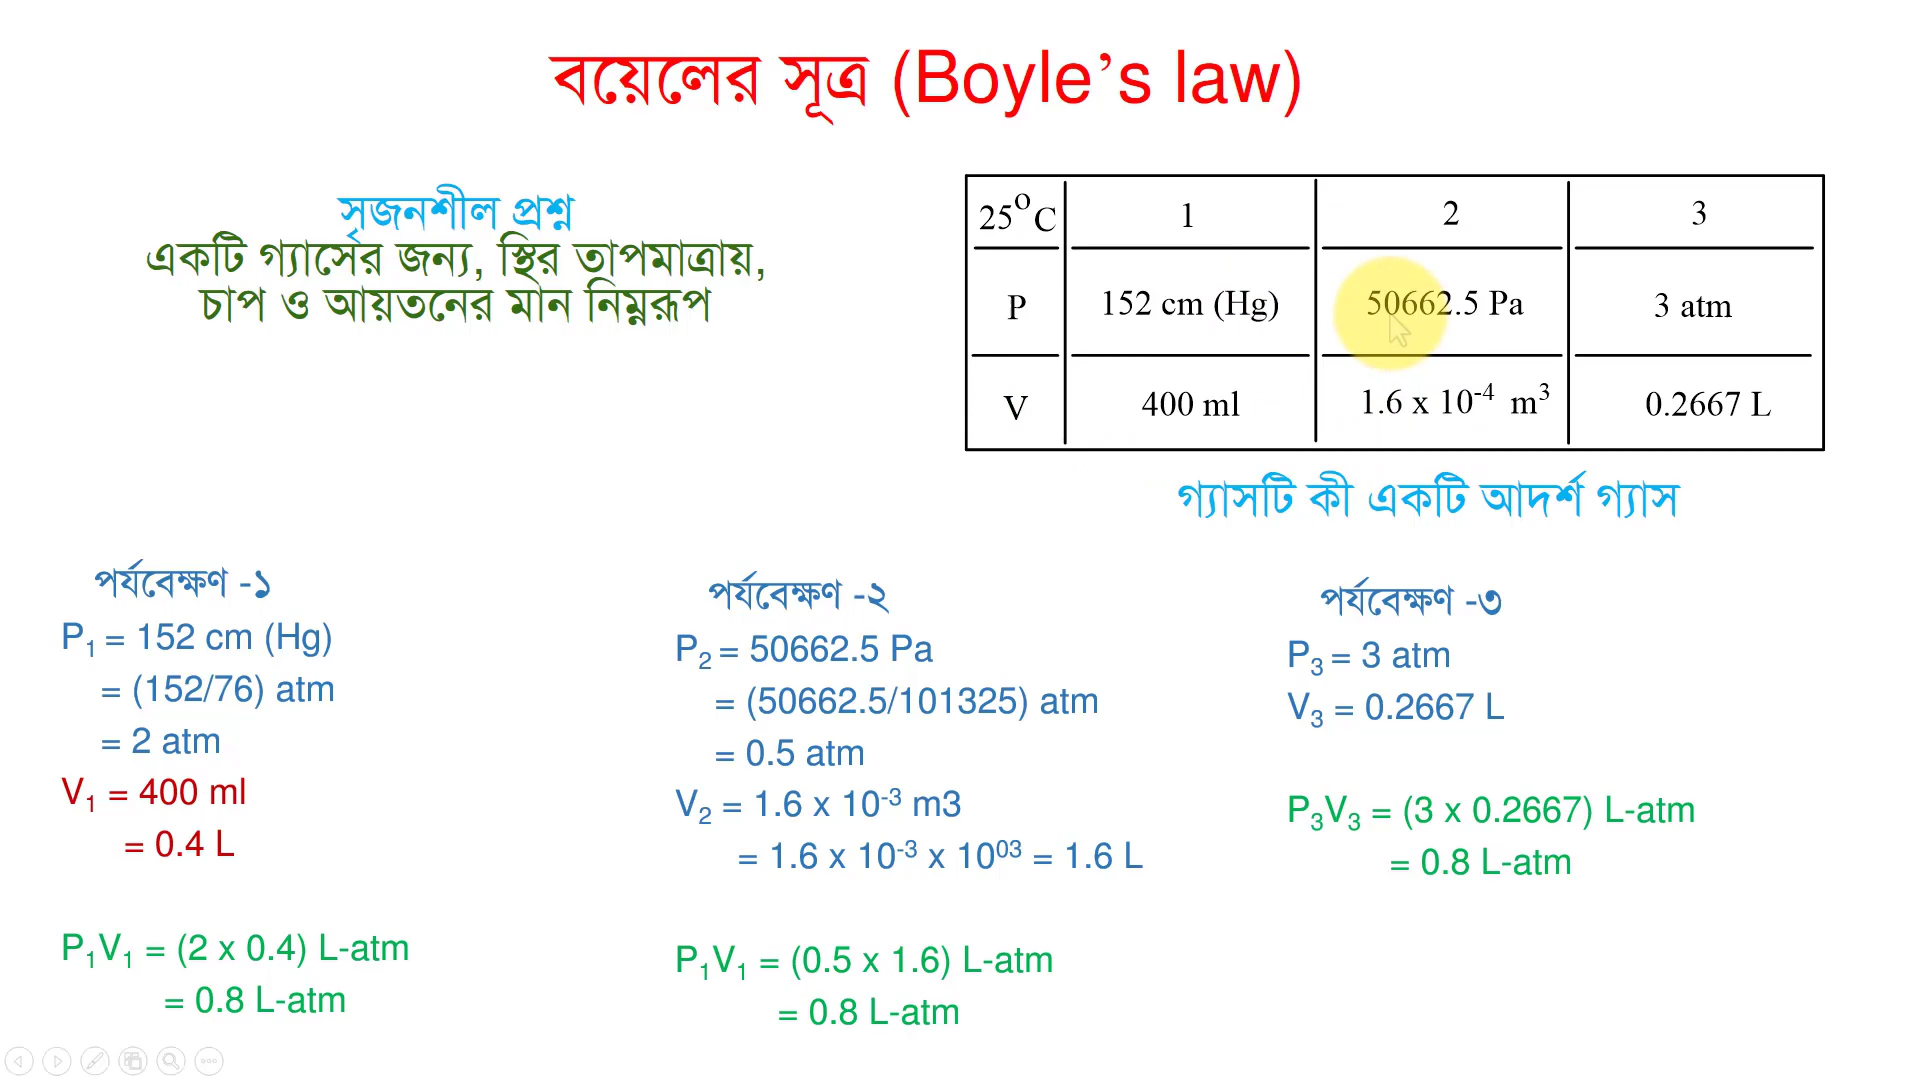 বয়েলের সূত্র (Boyle’s law)
সৃজনশীল প্রশ্ন
একটি গ্যাসের জন্য, স্থির তাপমাত্রায়,
চাপ ও আয়তনের মান নিম্নরূপ
25°C 1 2 3
P 152 cm (Hg) 50662.5 Pa 3 atm
V 400 ml 1.6 x 10⁻⁴ m³ 0.2667 L
গ্যাসটি কী একটি আদর্শ গ্যাস
পর্যবেক্ষণ -১
P₁ = 152 cm (Hg)
= (152/76) atm
= 2 atm
V₁ = 400 ml
= 0.4 L
P₁V₁ = (2 x 0.4) L-atm
= 0.8 L-atm
পর্যবেক্ষণ -২
P₂ = 50662.5 Pa
= (50662.5/101325) atm
= 0.5 atm
V₂ = 1.6 x 10⁻³ m3
= 1.6 x 10⁻³ x 10⁰³ = 1.6 L
P₁V₁ = (0.5 x 1.6) L-atm
= 0.8 L-atm
পর্যবেক্ষণ -৩
P₃ = 3 atm
V₃ = 0.2667 L
P₃V₃ = (3 x 0.2667) L-atm
= 0.8 L-atm